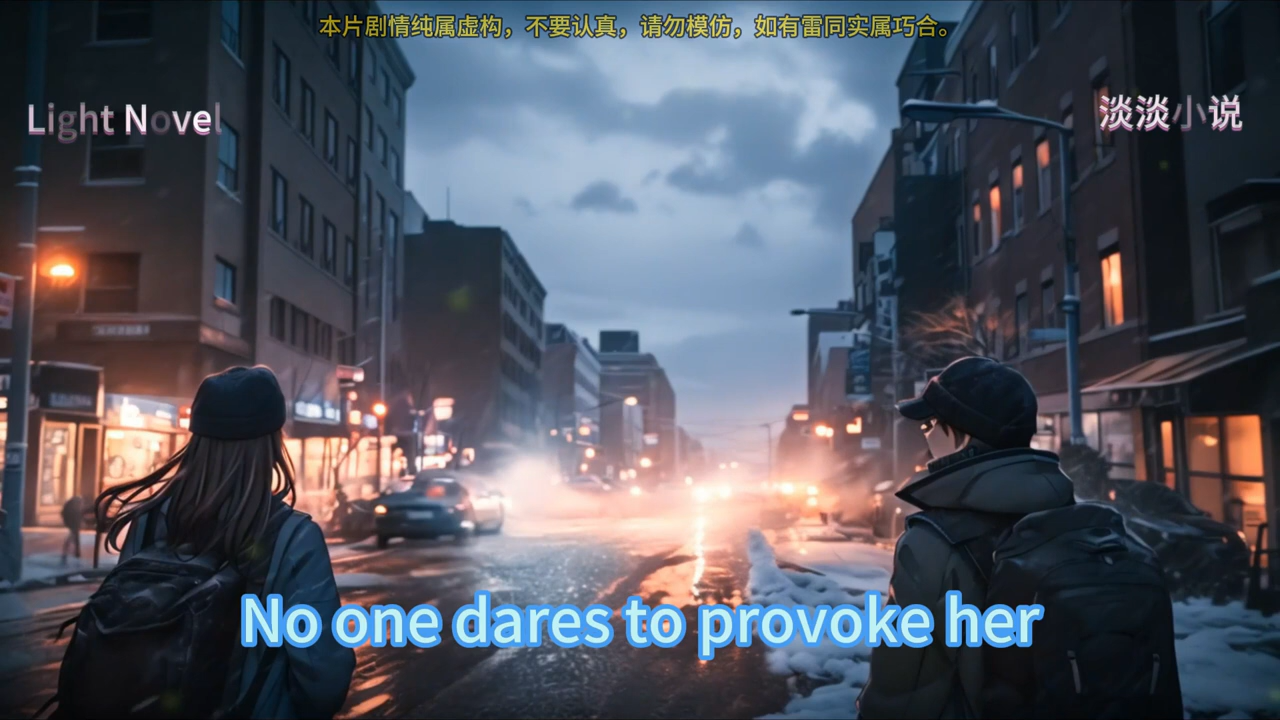 本片剧情纯属虚构，不要认真，请勿模仿，如有雷同实属巧合。
Light Novel
淡淡小说
No one dares to provoke her